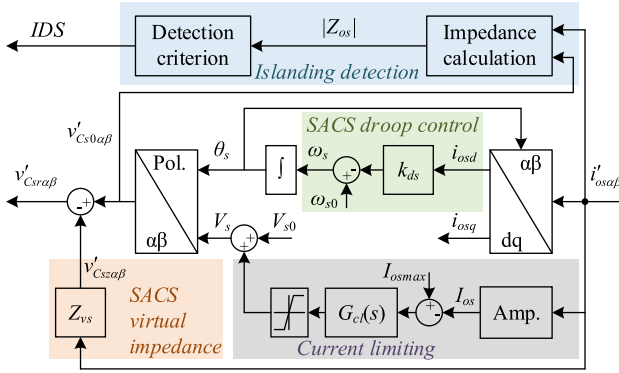 IDS
Detection
criterion
|Z_os|
Impedance
calculation
Islanding detection
v′_Cs0αβ
SACS droop control
θ_s
∫
ω_s
+
-
k_ds
i_osd
αβ
dq
i′_osαβ
ω_s0
Pol.
αβ
v′_Csrαβ
+
-
V_s
V_s0
+
+
i_osq
v′_Cszαβ
Z_vs
SACS
virtual
impedance
I_osmax
G_cl(s)
+
-
I_os
Amp.
Current limiting